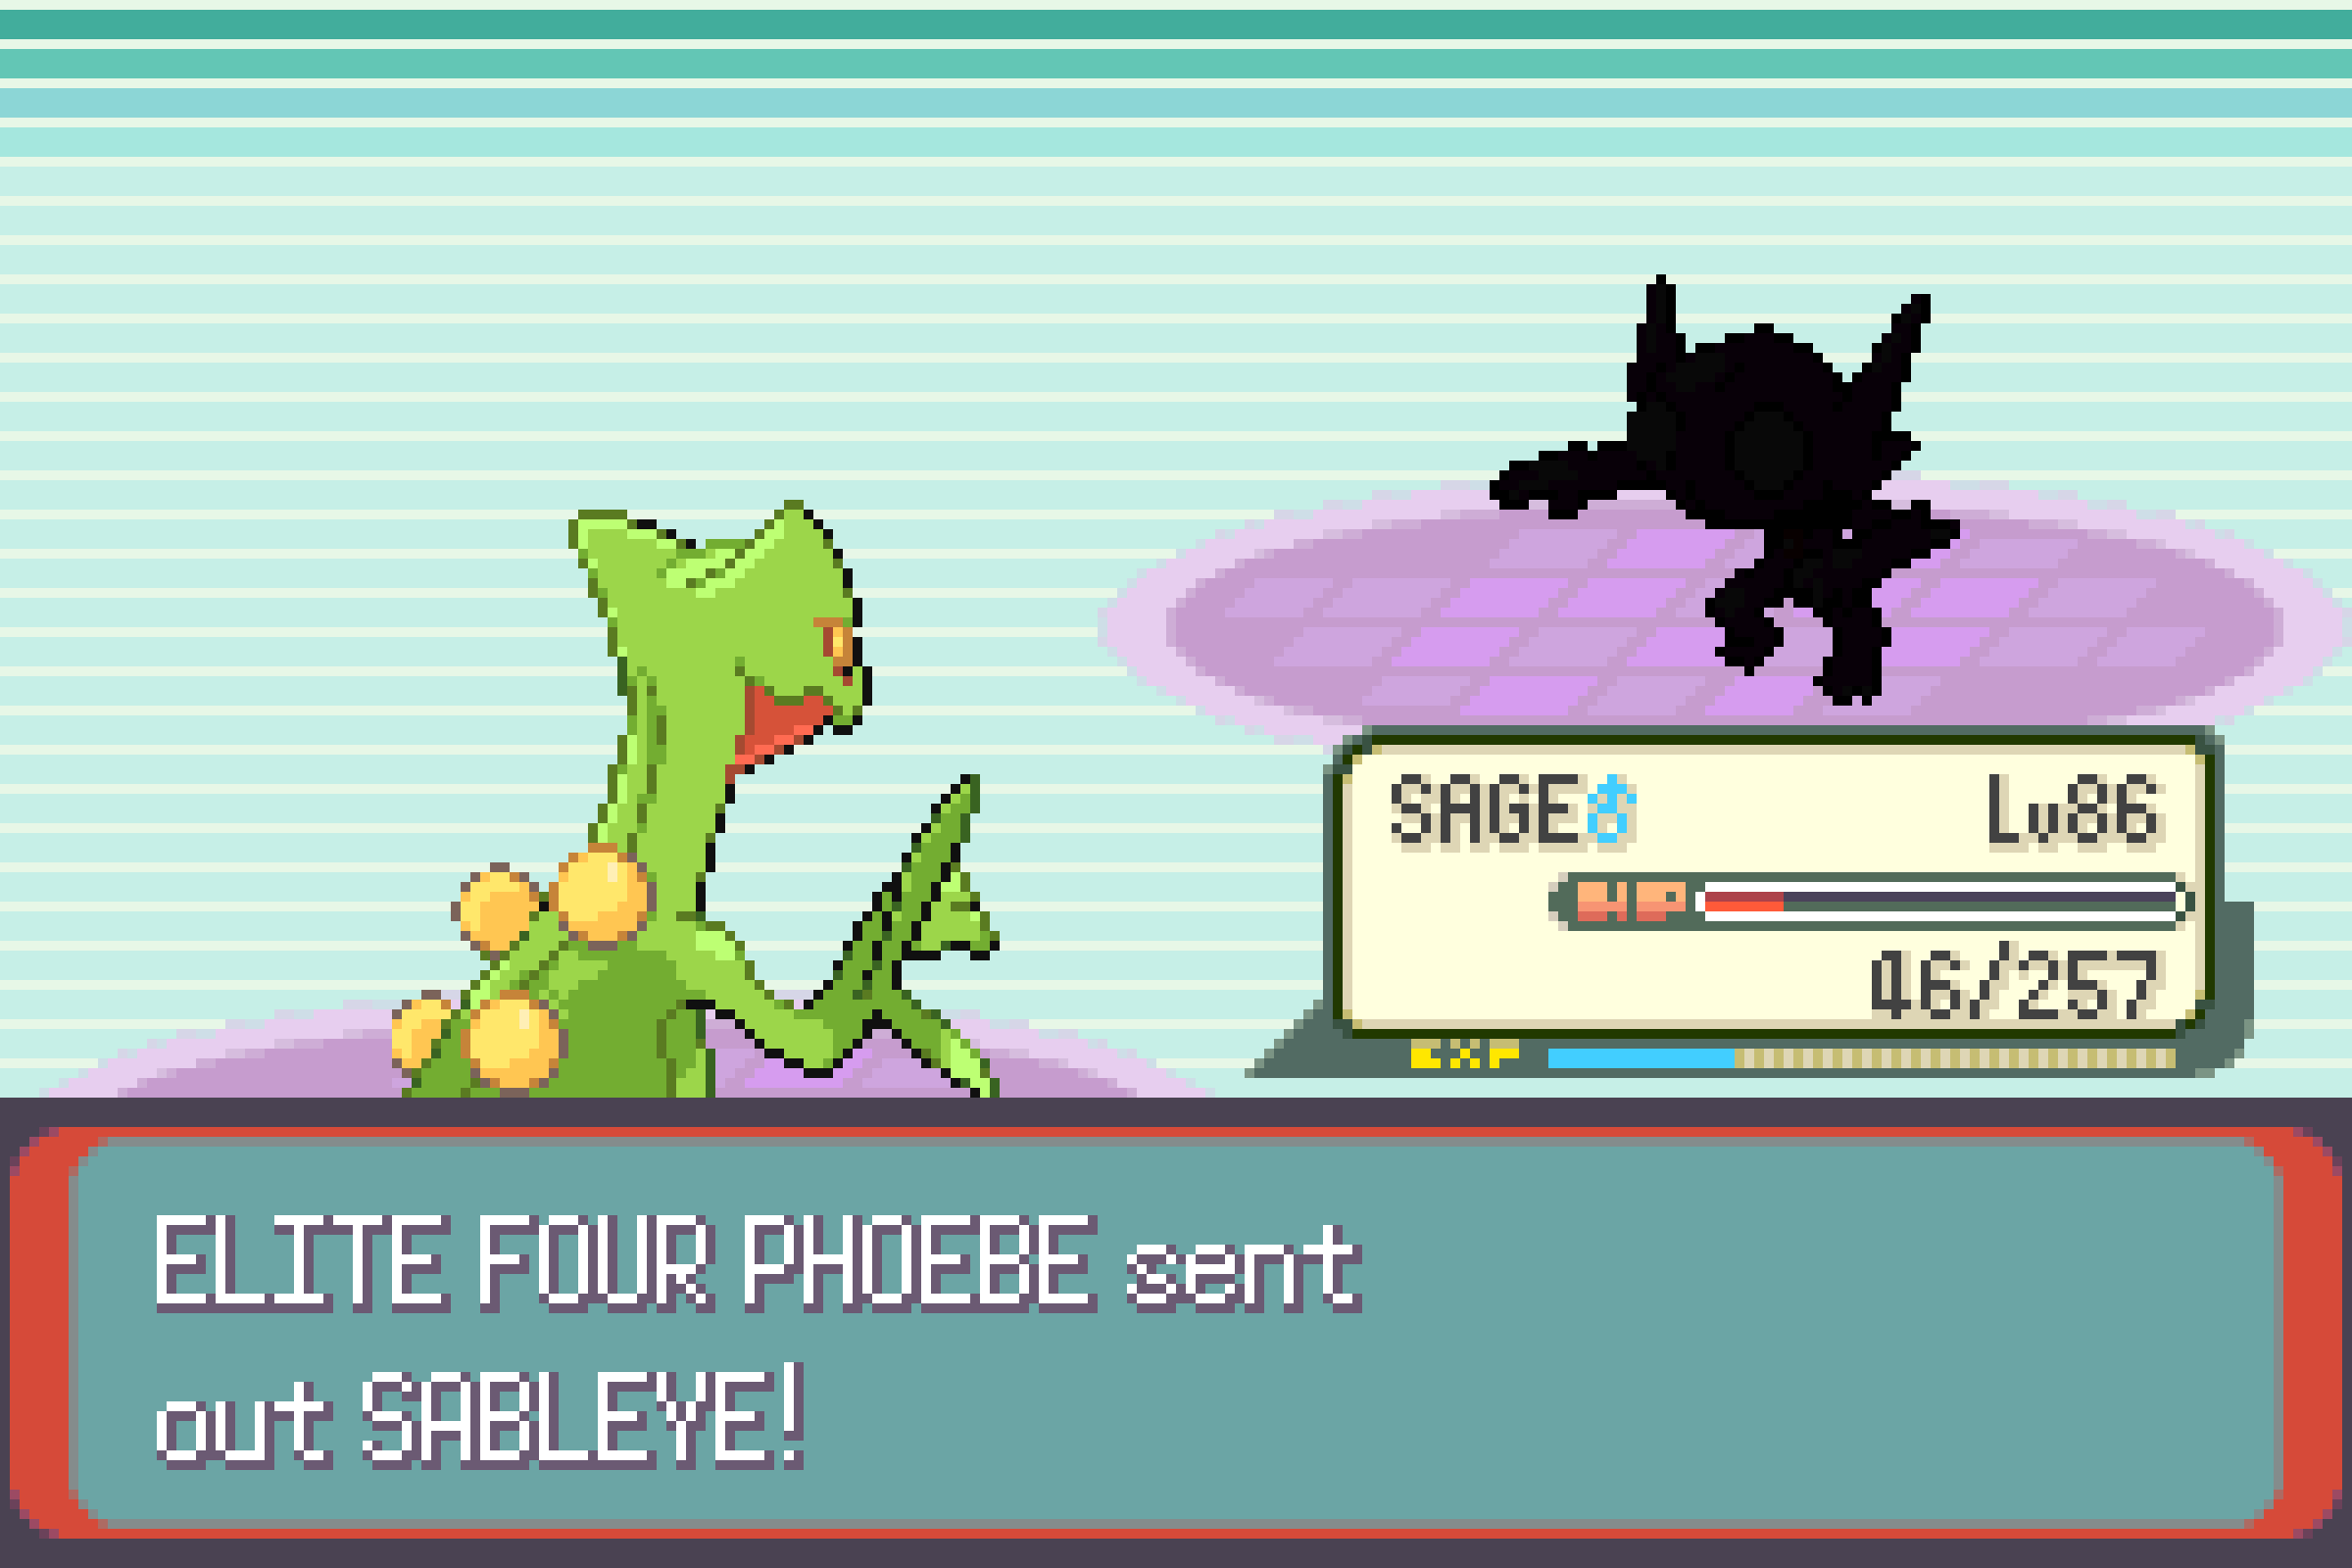 SAGE♂ Lv86
HP
46/257
EXP
ELITE FOUR PHOEBE sent
out SABLEYE!